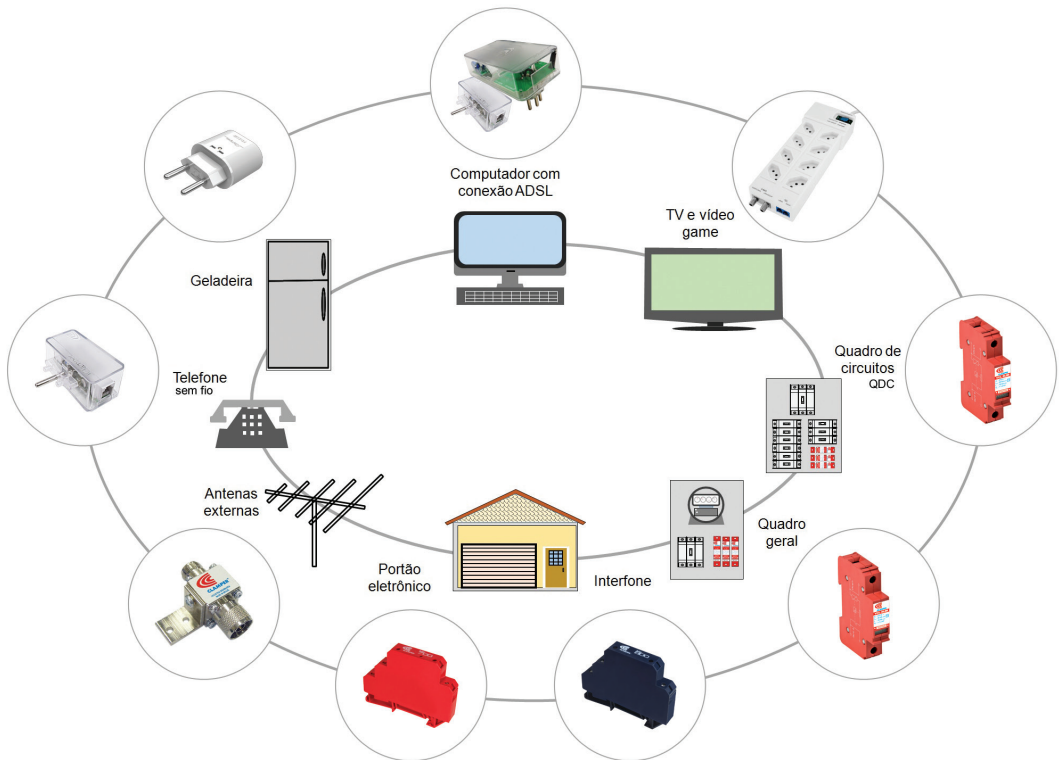 Computador com
conexão ADSL
TV e vídeo
game
Geladeira
Quadro de
circuitos
QDC
Telefone
sem fio
Antenas
externas
Quadro
geral
Portão
eletrônico
Interfone
CLAMPER